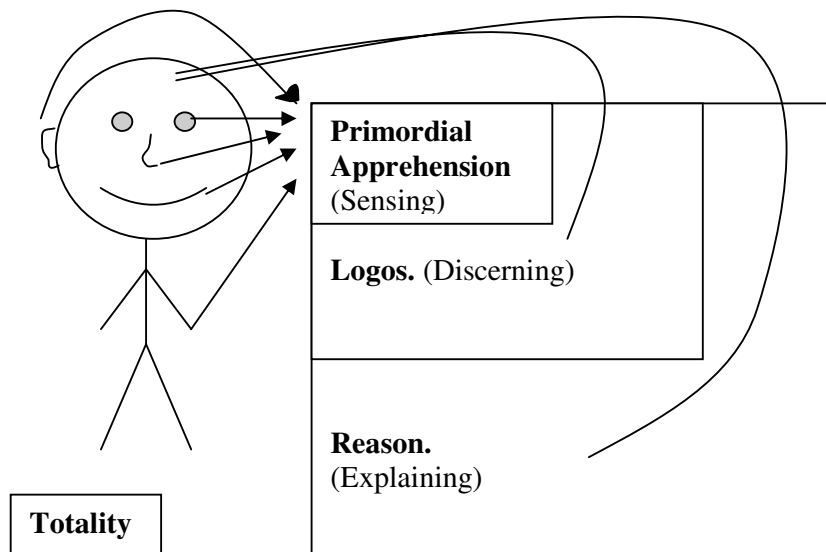 Primordial
Apprehension
(Sensing)
Logos. (Discerning)
Reason.
(Explaining)
Totality